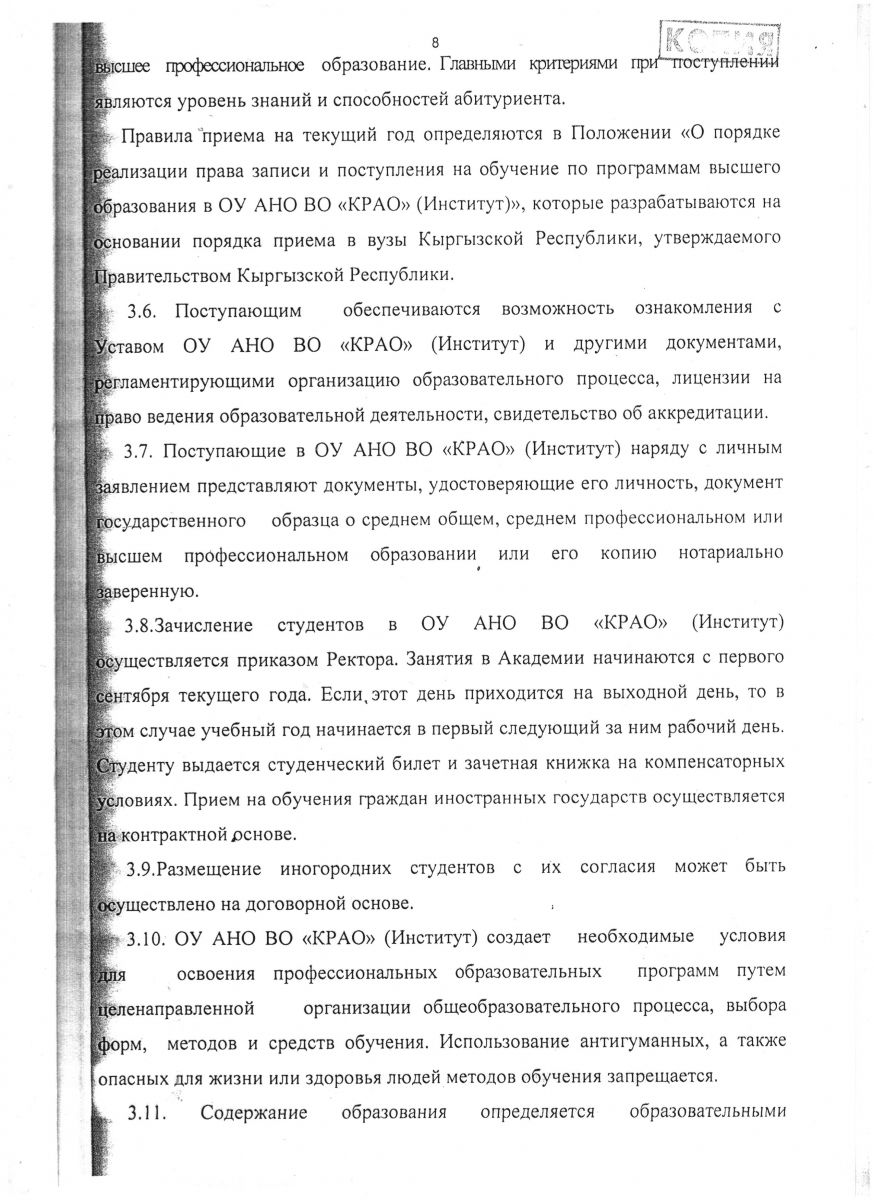 8
КОПИЯ
высшее профессиональное образование. Главными критериями при поступлении
являются уровень знаний и способностей абитуриента.
Правила приема на текущий год определяются в Положении «О порядке
реализации права записи и поступления на обучение по программам высшего
образования в ОУ АНО ВО «КРАО» (Институт)», которые разрабатываются на
основании порядка приема в вузы Кыргызской Республики, утверждаемого
Правительством Кыргызской Республики.
3.6. Поступающим обеспечиваются возможность ознакомления с
Уставом ОУ АНО ВО «КРАО» (Институт) и другими документами,
регламентирующими организацию образовательного процесса, лицензии на
право ведения образовательной деятельности, свидетельство об аккредитации.
3.7. Поступающие в ОУ АНО ВО «КРАО» (Институт) наряду с личным
заявлением представляют документы, удостоверяющие его личность, документ
государственного образца о среднем общем, среднем профессиональном или
высшем профессиональном образовании или его копию нотариально
заверенную.
3.8.Зачисление студентов в ОУ АНО ВО «КРАО» (Институт)
осуществляется приказом Ректора. Занятия в Академии начинаются с первого
сентября текущего года. Если этот день приходится на выходной день, то в
этом случае учебный год начинается в первый следующий за ним рабочий день.
Студенту выдается студенческий билет и зачетная книжка на компенсаторных
условиях. Прием на обучения граждан иностранных государств осуществляется
на контрактной основе.
3.9.Размещение иногородних студентов с их согласия может быть
осуществлено на договорной основе.
3.10. ОУ АНО ВО «КРАО» (Институт) создает необходимые условия
для освоения профессиональных образовательных программ путем
целенаправленной организации общеобразовательного процесса, выбора
форм, методов и средств обучения. Использование антигуманных, а также
опасных для жизни или здоровья людей методов обучения запрещается.
3.11. Содержание образования определяется образовательными